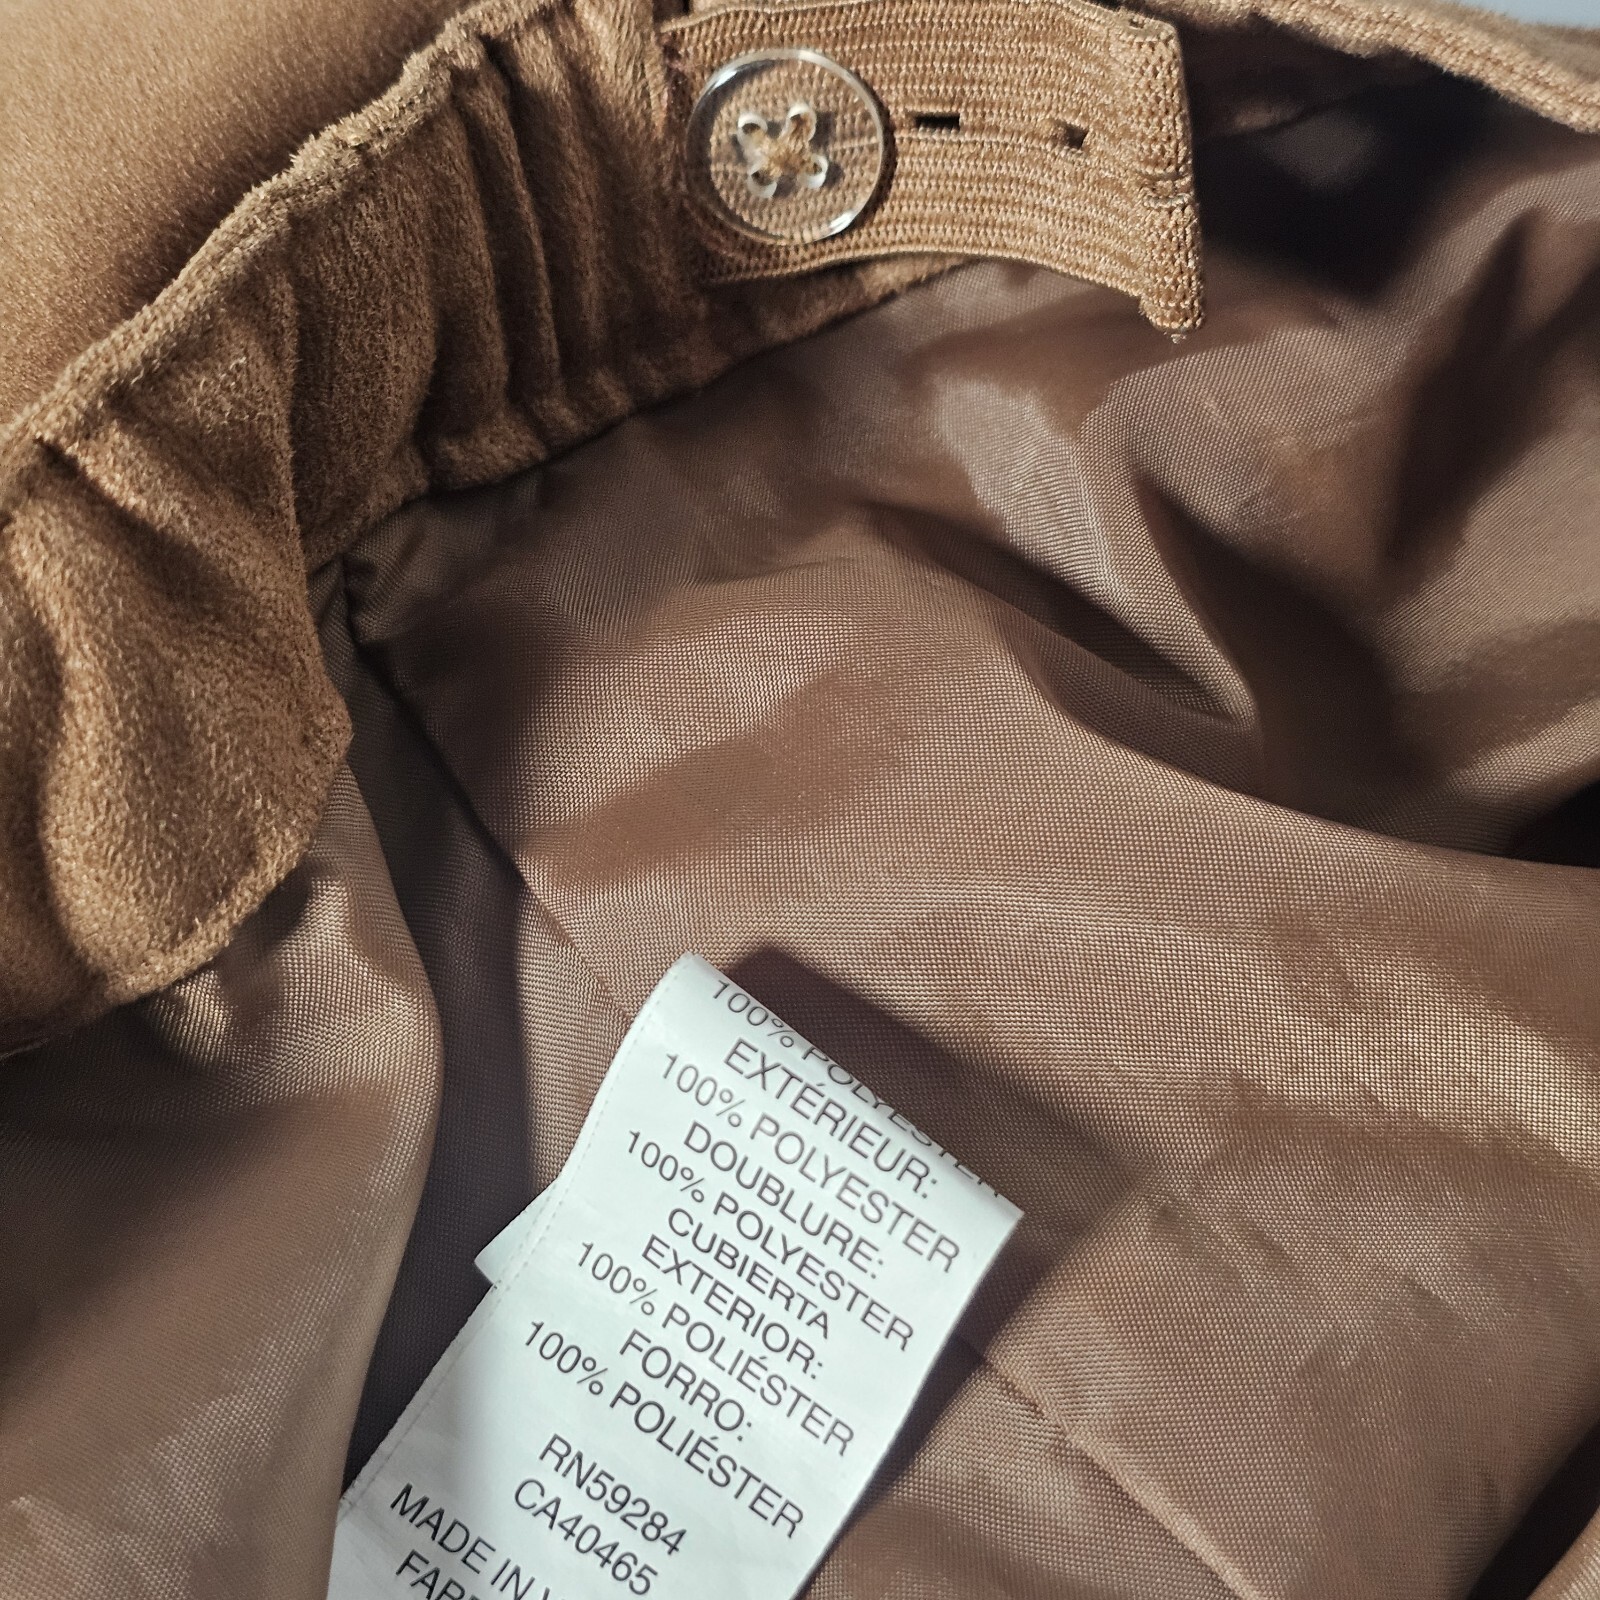 100% POLYESTER
EXTÉRIEUR:
100% POLYESTER
DOUBLURE:
100% POLYESTER
CUBIERTA
EXTERIOR:
100% POLIÉSTER
FORRO:
100% POLIÉSTER
RN59284
CA40465
MADE IN